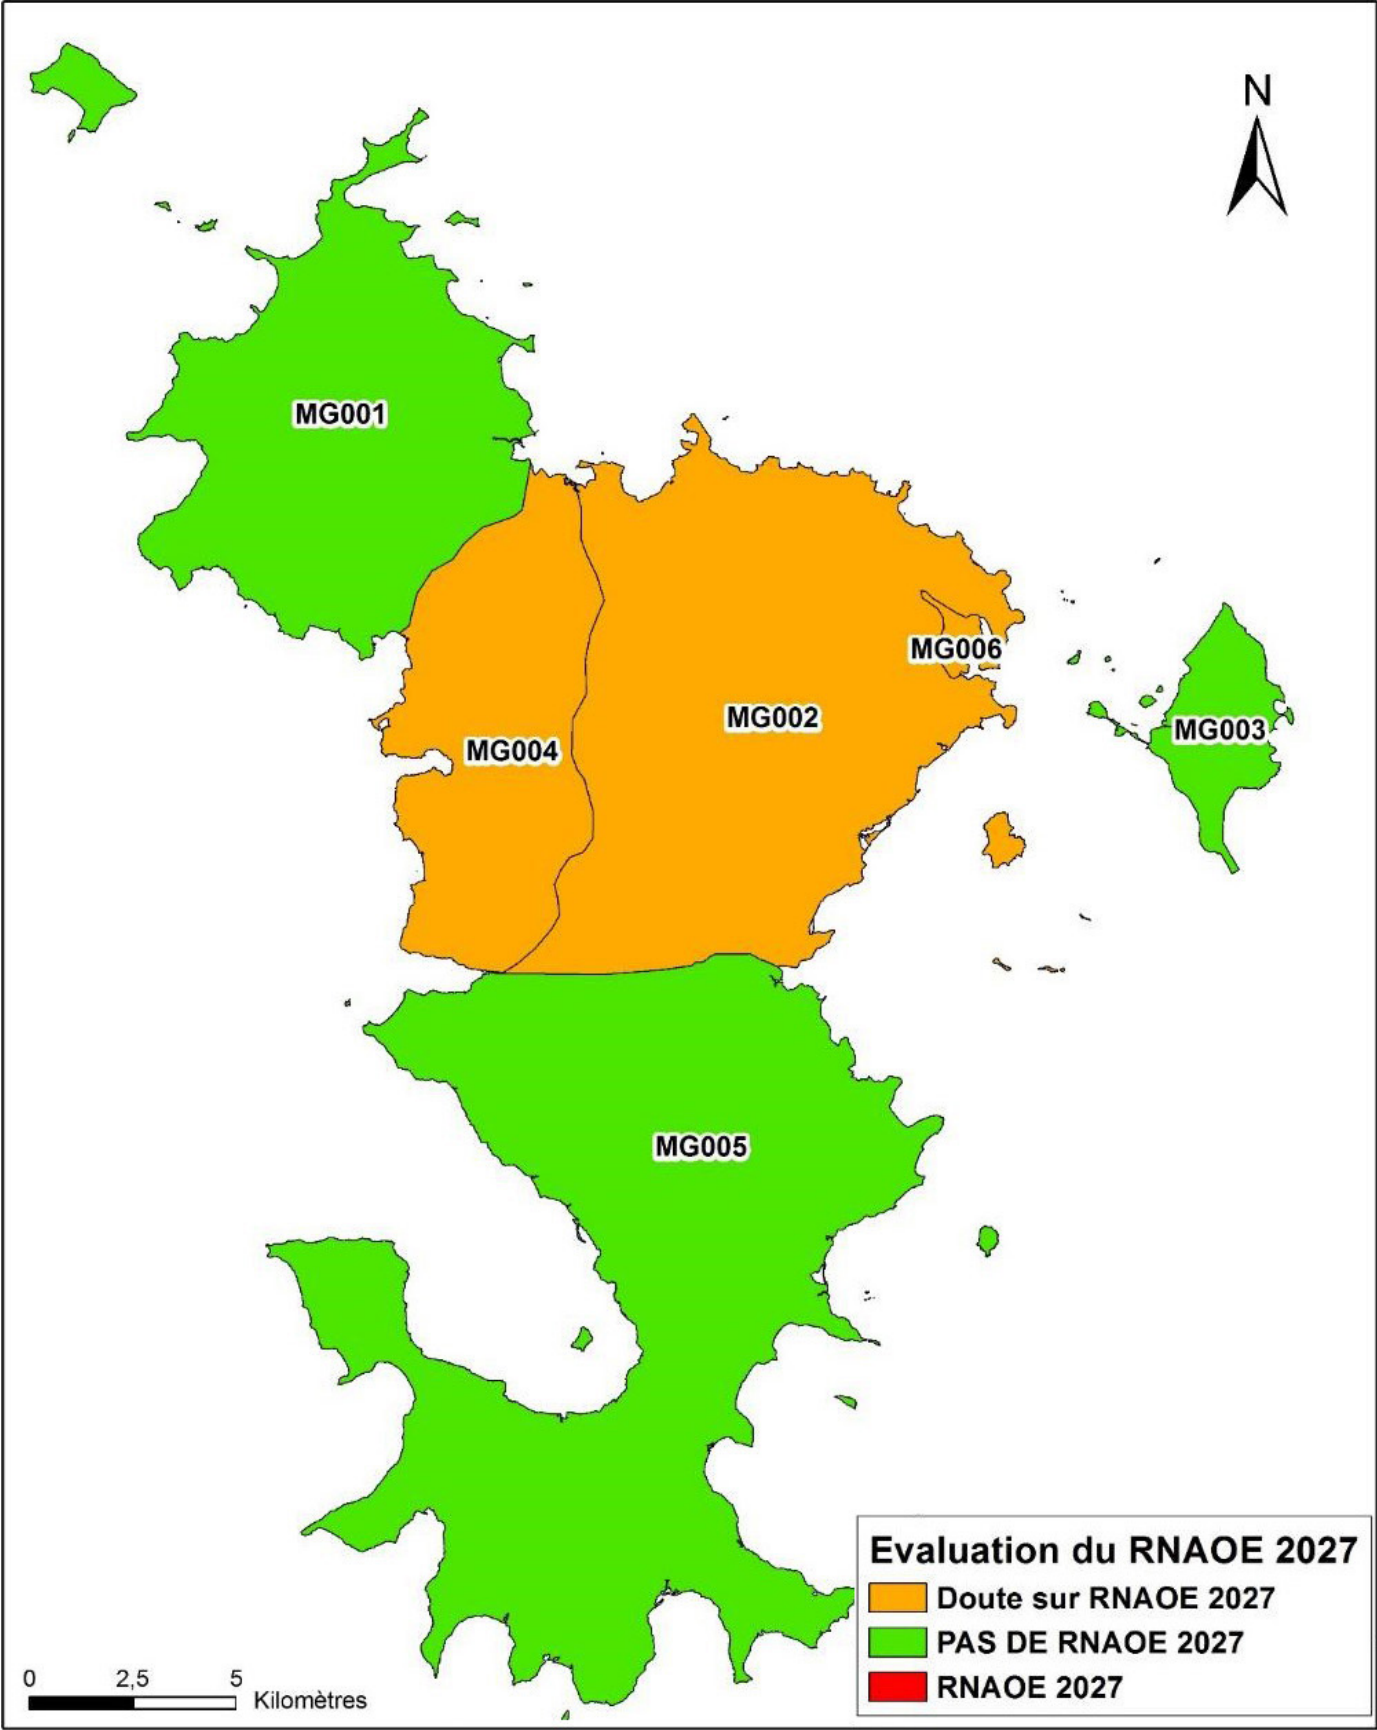 N
MG001
MG006
MG002
MG003
MG004
MG005
Evaluation du RNAOE 2027
Doute sur RNAOE 2027
PAS DE RNAOE 2027
RNAOE 2027
0 2,5 5
Kilomètres